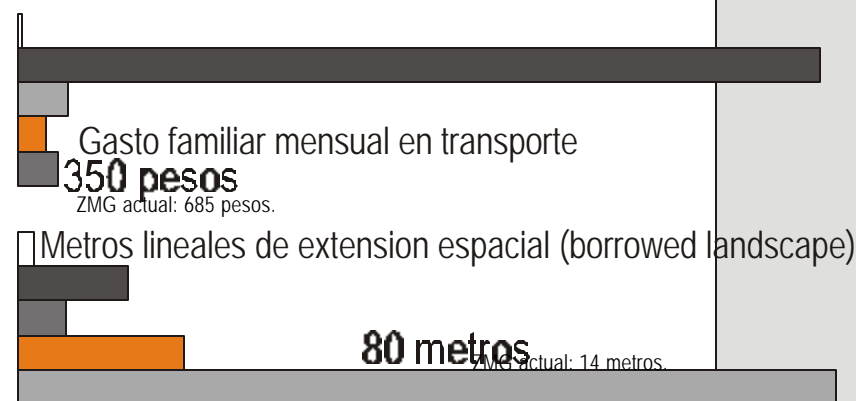 Gasto familiar mensual en transporte
350 pesos
ZMG actual: 685 pesos.
Metros lineales de extension espacial (borrowed landscape)
80 metros
ZMG actual: 14 metros.